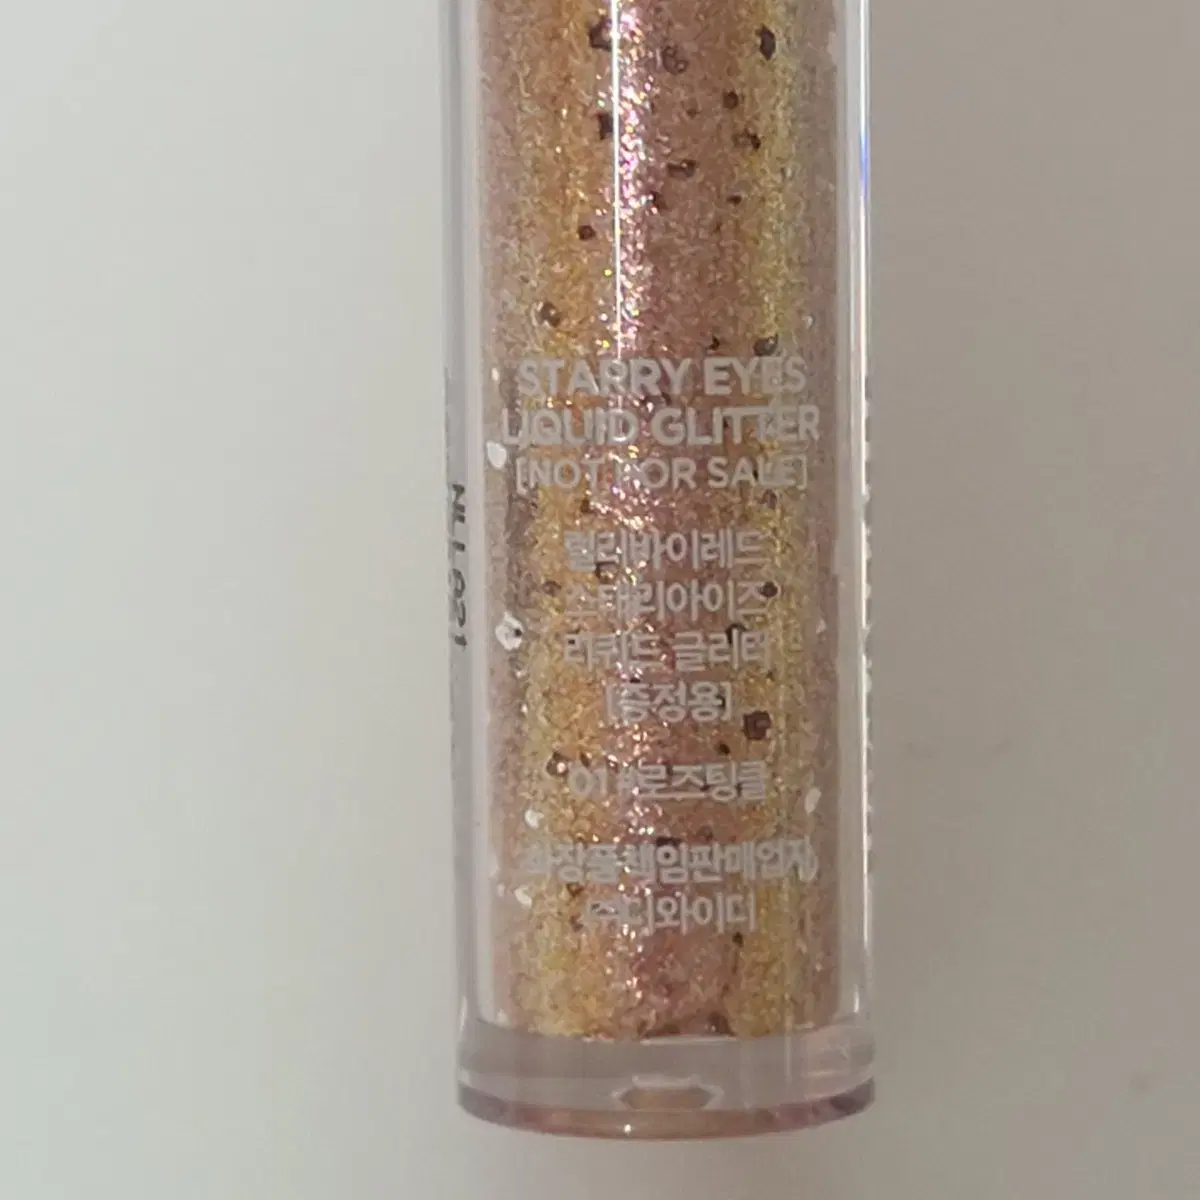 STARRY EYES
LIQUID GLITTER
[NOT FOR SALE]
릴리바이레드
스태리아이즈
리퀴드 글리터
[증정용]
01 #로즈팅클
화장품책임판매업자
㈜디와이디